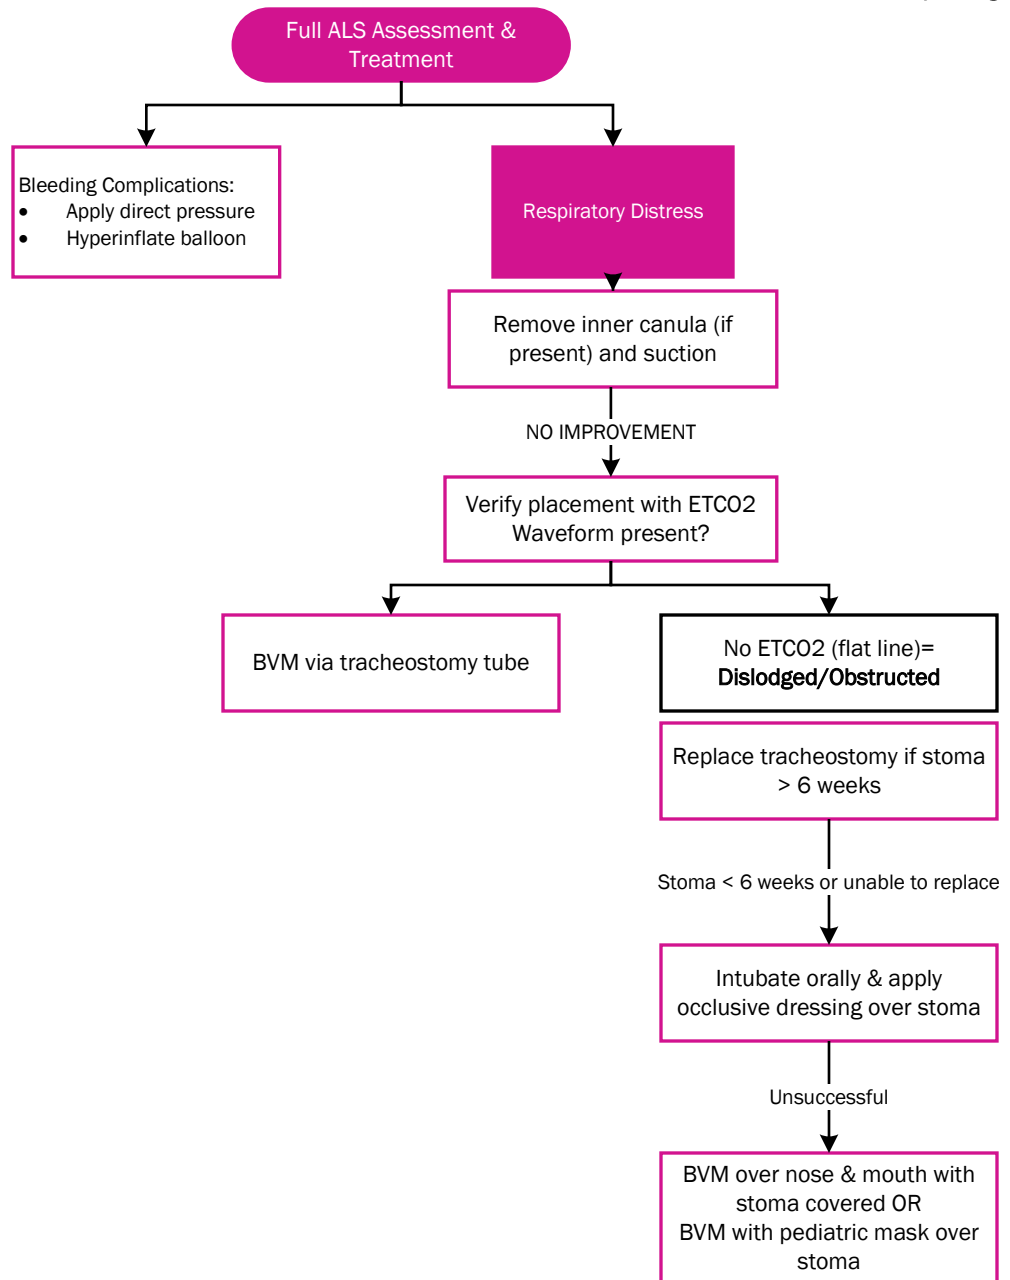 Full ALS Assessment &
Treatment
Bleeding Complications:
• Apply direct pressure
• Hyperinflate balloon
Respiratory Distress
Remove inner canula (if
present) and suction
NO IMPROVEMENT
Verify placement with ETCO2
Waveform present?
BVM via tracheostomy tube
No ETCO2 (flat line)=
Dislodged/Obstructed
Replace tracheostomy if stoma
> 6 weeks
Stoma < 6 weeks or unable to replace
Intubate orally & apply
occlusive dressing over stoma
Unsuccessful
BVM over nose & mouth with
stoma covered OR
BVM with pediatric mask over
stoma